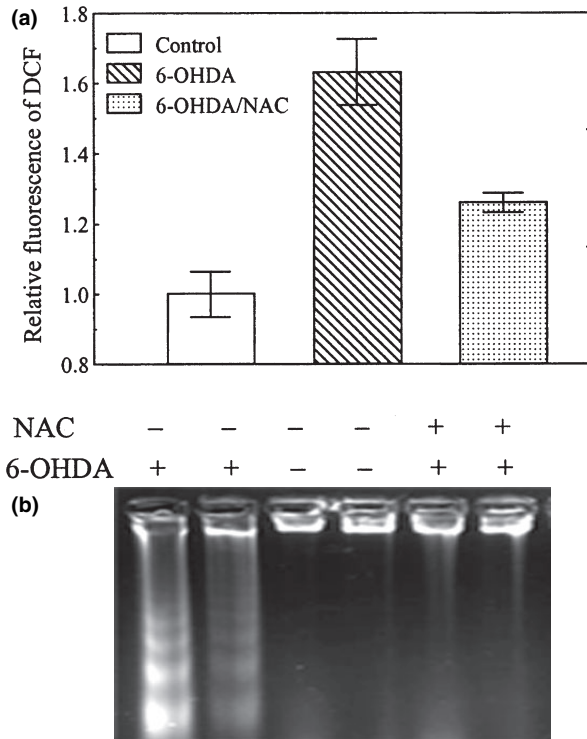 (a)
Relative fluorescence of DCF
1.8
1.6
1.4
1.2
1.0
0.8
Control
6-OHDA
6-OHDA/NAC
NAC – – – – + +
6-OHDA + + – – + +
(b)